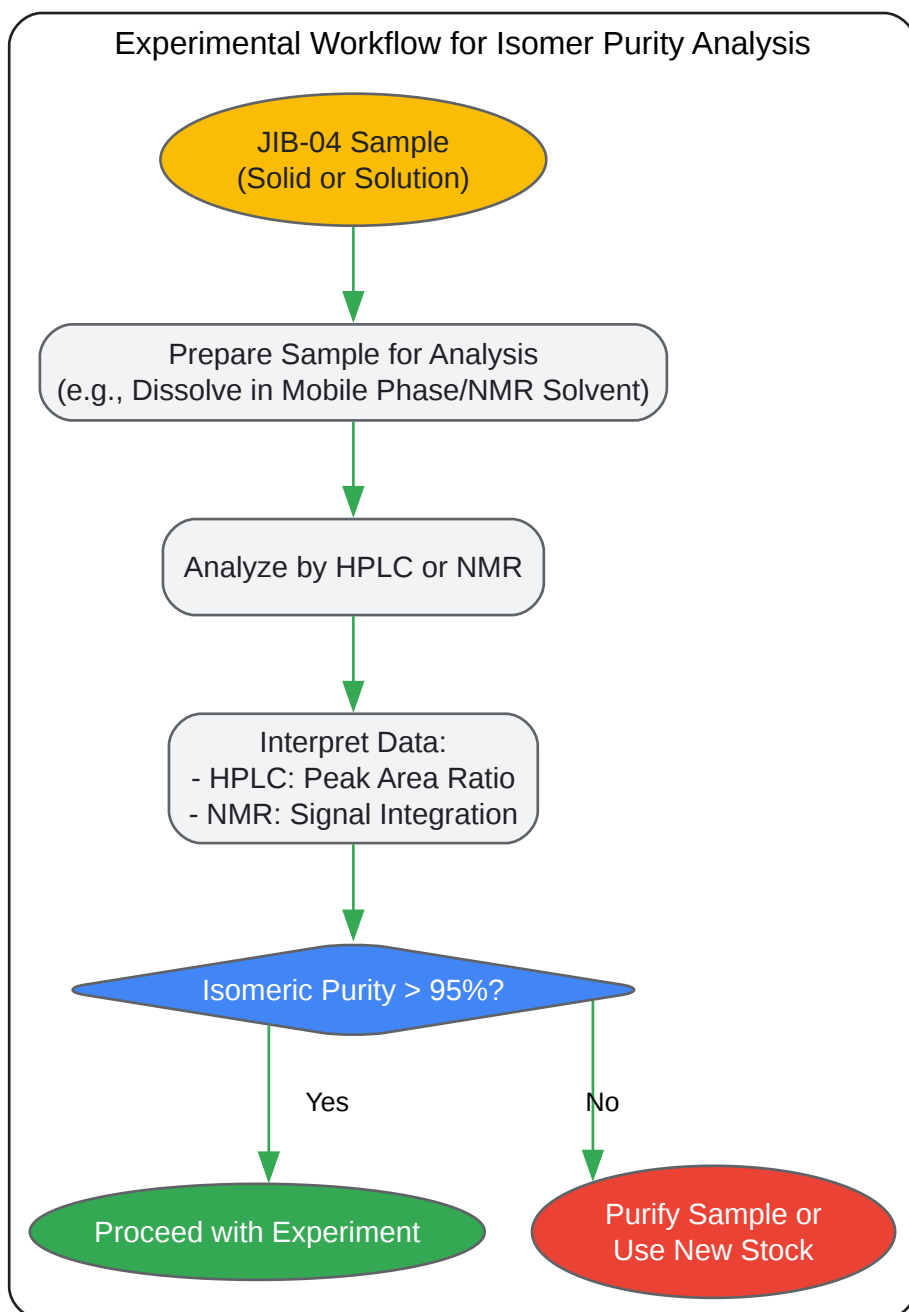 Experimental Workflow for Isomer Purity Analysis
JIB-04 Sample
(Solid or Solution)
Prepare Sample for Analysis
(e.g., Dissolve in Mobile Phase/NMR Solvent)
Analyze by HPLC or NMR
Interpret Data:
- HPLC: Peak Area Ratio
- NMR: Signal Integration
Isomeric Purity > 95%?
Yes
No
Proceed with Experiment
Purify Sample or
Use New Stock